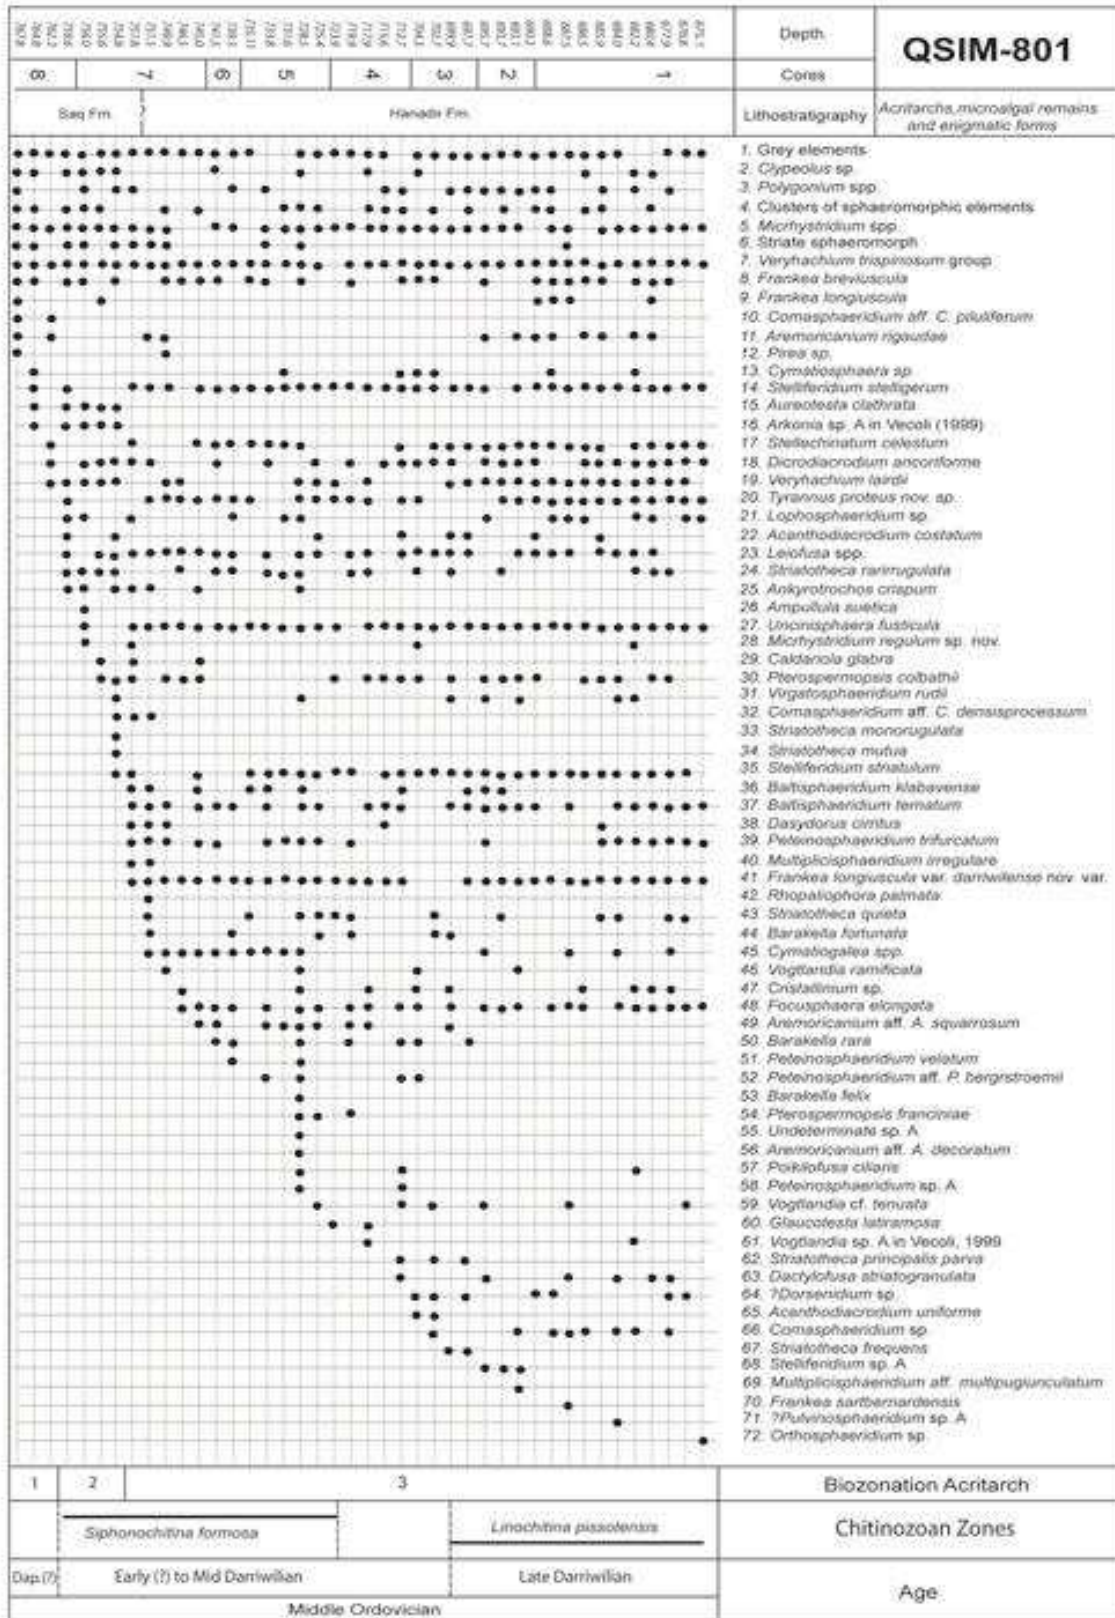 Depth
QSIM-801
8 7 6 5 4 3 2 1
Cores
Saq Fm.
?
Hanadir Fm.
Lithostratigraphy
Acritarchs, microalgal remains
and enigmatic forms
1. Grey elements
2. Clypeolus sp.
3. Polygonium spp.
4. Clusters of sphaeromorphic elements
5. Micrhystridium spp.
6. Striate sphaeromorph
7. Veryhachium trispinosum group
8. Frankea breviuscula
9. Frankea longiuscula
10. Comasphaeridium aff. C. piluliferum
11. Aremoricanium rigaudae
12. Pirea sp.
13. Cymatiosphaera sp.
14. Stelliferidium stelligerum
15. Aureotesta clathrata
16. Arkonia sp. A in Vecoli (1999)
17. Stellechinatum celestum
18. Dicrodiacrodium ancoriforme
19. Veryhachium lairdii
20. Tyrannus proteus nov. sp.
21. Lophosphaeridium sp.
22. Acanthodiacrodium costatum
23. Leiofusa spp.
24. Striatotheca rarirrugulata
25. Ankyrotrochos crispum
26. Ampullula suetica
27. Uncinisphaera fusticula
28. Micrhystridium regulum sp. nov.
29. Caldariola glabra
30. Pterospermopsis colbathii
31. Virgatosphaeridium rudii
32. Comasphaeridium aff. C. densisprocessum
33. Striatotheca monorugulata
34. Striatotheca mutua
35. Stelliferidium striatulum
36. Baltisphaeridium klabavense
37. Baltisphaeridium ternatum
38. Dasydorus cirritus
39. Peteinosphaeridium trifurcatum
40. Multiplicisphaeridium irregulare
41. Frankea longiuscula var. darriwilense nov. var.
42. Rhopaliophora palmata
43. Striatotheca quieta
44. Barakella fortunata
45. Cymatiogalea spp.
46. Vogtlandia ramificata
47. Cristallinium sp.
48. Focusphaera elongata
49. Aremoricanium aff. A. squarrosum
50. Barakella rara
51. Peteinosphaeridium velatum
52. Peteinosphaeridium aff. P. bergrstroemii
53. Barakella felix
54. Pterospermopsis franciniae
55. Undeterminate sp. A
56. Aremoricanium aff. A. decoratum
57. Poikilofusa ciliaris
58. Peteinosphaeridium sp. A
59. Vogtlandia cf. tenuata
60. Glaucotesta latiramosa
61. Vogtlandia sp. A in Vecoli, 1999
62. Striatotheca principalis parva
63. Dactylofusa striatogranulata
64. ?Dorsenidium sp.
65. Acanthodiacrodium uniforme
66. Comasphaeridium sp.
67. Striatotheca frequens
68. Stelliferidium sp. A
69. Multiplicisphaeridium aff. multipugiunculatum
70. Frankea sartbernardensis
71. ?Pulvinosphaeridium sp. A
72. Orthosphaeridium sp.
1 2 3
Biozonation Acritarch
Siphonochitina formosa
Linochitina pissotensis
Chitinozoan Zones
Dap.(?)
Early (?) to Mid Darriwilian
Late Darriwilian
Age
Middle Ordovician